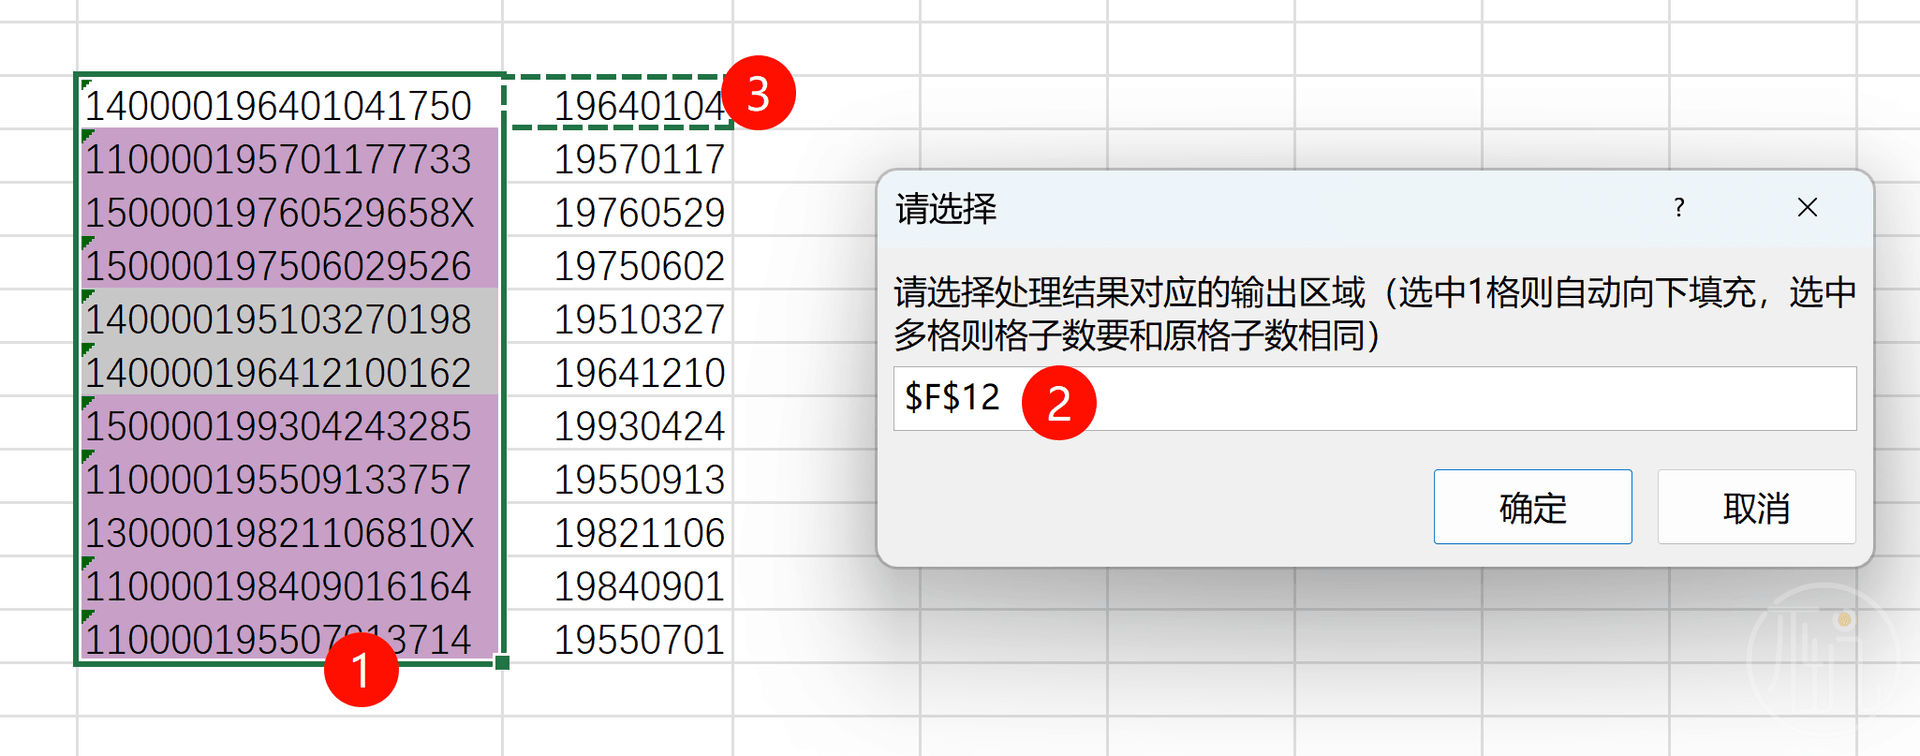 140000196401041750 19640104 3
110000195701177733 19570117
15000019760529658X 19760529
150000197506029526 19750602
140000195103270198 19510327
140000196412100162 19641210
150000199304243285 19930424
110000195509133757 19550913
13000019821106810X 19821106
110000198409016164 19840901
110000195507013714 19550701
1
请选择 ?
请选择处理结果对应的输出区域（选中1格则自动向下填充，选中
多格则格子数要和原格子数相同）
$F$12 2
确定 取消